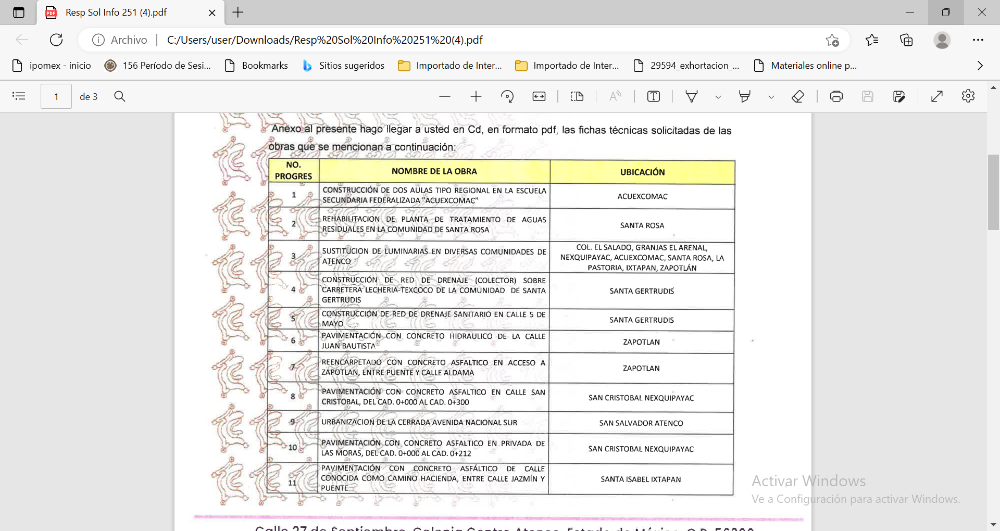 Resp Sol Info 251 (4).pdf
Archivo
C:/Users/user/Downloads/Resp%20Sol%20Info%20251%20(4).pdf
ipomex - inicio
156 Período de Sesi...
Bookmarks
Sitios sugeridos
Importado de Inter...
Importado de Inter...
29594_exhortacion_...
Materiales online p...
1
de 3
Anexo al presente hago llegar a usted en Cd, en formato pdf, las fichas técnicas solicitadas de las
obras que se mencionan a continuación:
NO.
PROGRES
NOMBRE DE LA OBRA
UBICACIÓN
1
CONSTRUCCIÓN DE DOS AULAS TIPO REGIONAL EN LA ESCUELA
SECUNDARIA FEDERALIZADA "ACUEXCOMAC"
ACUEXCOMAC
2
REHABILITACION DE PLANTA DE TRATAMIENTO DE AGUAS
RESIDUALES EN LA COMUNIDAD DE SANTA ROSA
SANTA ROSA
3
SUSTITUCION DE LUMINARIAS EN DIVERSAS COMUNIDADES DE
ATENCO
COL. EL SALADO, GRANJAS EL ARENAL,
NEXQUIPAYAC, ACUEXCOMAC, SANTA ROSA, LA
PASTORIA, IXTAPAN, ZAPOTLÁN
4
CONSTRUCCIÓN DE RED DE DRENAJE (COLECTOR) SOBRE
CARRETERA LECHERIA-TEXCOCO DE LA COMUNIDAD DE SANTA
GERTRUDIS
SANTA GERTRUDIS
5
CONSTRUCCIÓN DE RED DE DRENAJE SANITARIO EN CALLE 5 DE
MAYO
SANTA GERTRUDIS
6
PAVIMENTACIÓN CON CONCRETO HIDRAULICO DE LA CALLE
JUAN BAUTISTA
ZAPOTLAN
7
REENCARPETADO CON CONCRETO ASFALTICO EN ACCESO A
ZAPOTLAN, ENTRE PUENTE Y CALLE ALDAMA
ZAPOTLAN
8
PAVIMENTACIÓN CON CONCRETO ASFALTICO EN CALLE SAN
CRISTOBAL, DEL CAD. 0+000 AL CAD. 0+300
SAN CRISTOBAL NEXQUIPAYAC
9
URBANIZACION DE LA CERRADA AVENIDA NACIONAL SUR
SAN SALVADOR ATENCO
10
PAVIMENTACIÓN CON CONCRETO ASFALTICO EN PRIVADA DE
LAS MORAS, DEL CAD. 0+000 AL CAD. 0+212
SAN CRISTOBAL NEXQUIPAYAC
11
PAVIMENTACIÓN CON CONCRETO ASFÁLTICO DE CALLE
CONOCIDA COMO CAMINO HACIENDA, ENTRE CALLE JAZMÍN Y
PUENTE
SANTA ISABEL IXTAPAN
Activar Windows
Ve a Configuración para activar Windows.
Calle 27 de Septiembre, Colonia Centro Atenco, Estado de México, C.P. 56300